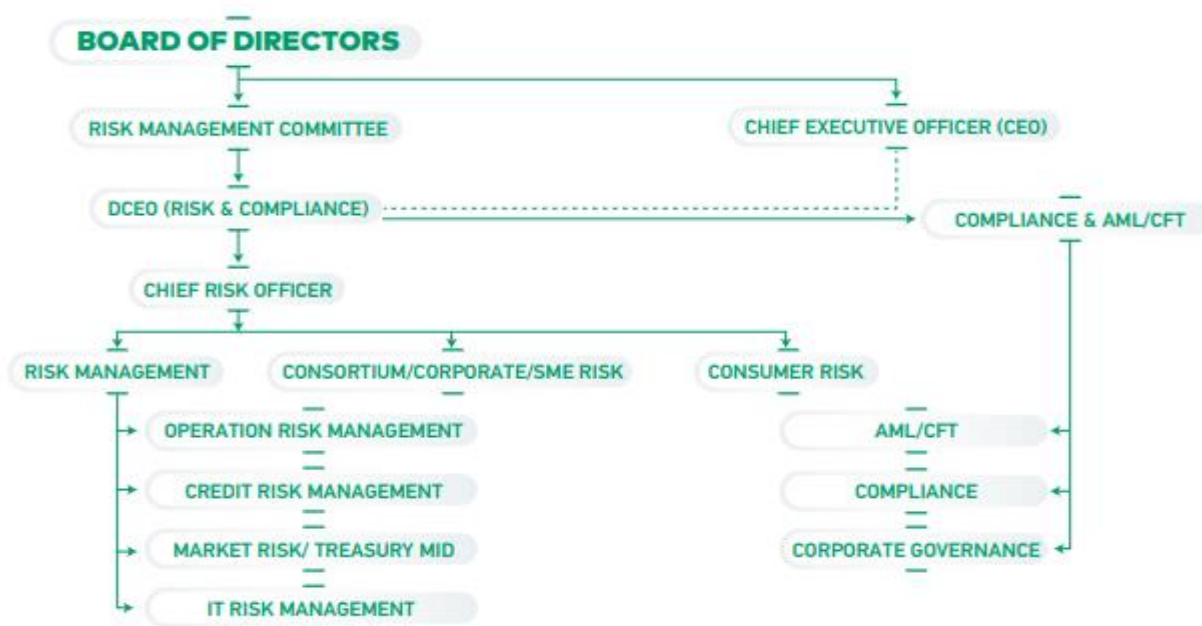 BOARD OF DIRECTORS
RISK MANAGEMENT COMMITTEE
CHIEF EXECUTIVE OFFICER (CEO)
DCEO (RISK & COMPLIANCE)
COMPLIANCE & AML/CFT
CHIEF RISK OFFICER
RISK MANAGEMENT
CONSORTIUM/CORPORATE/SME RISK
CONSUMER RISK
OPERATION RISK MANAGEMENT
AML/CFT
CREDIT RISK MANAGEMENT
COMPLIANCE
MARKET RISK/ TREASURY MID
CORPORATE GOVERNANCE
IT RISK MANAGEMENT